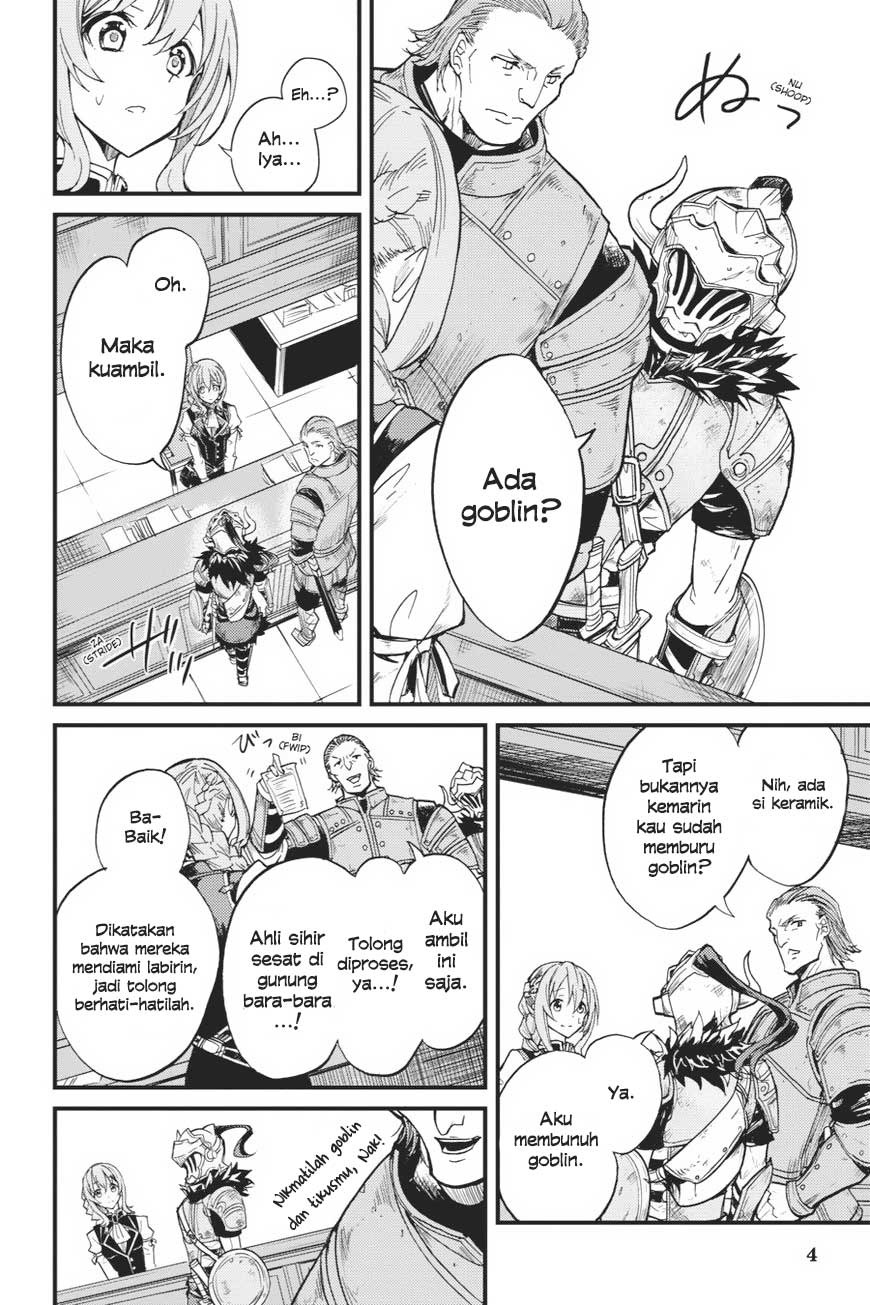 ぬっ
NU
(SHOOP)
Ada
goblin?
Eh...?
Ah...
Iya...
Oh.
Maka
kuambil.
ザッ
ZA
(STRIDE)
Nih, ada
si keramik.
Tapi
bukannya
kemarin
kau sudah
memburu
goblin?
Ya.
Aku
membunuh
goblin.
びっ
BI
(FWIP)
Aku
ambil
ini
saja.
Tolong
diproses,
ya...!
Ahli sihir
sesat di
gunung
bara-bara
...!
Ba-
Baik!
Dikatakan
bahwa mereka
mendiami labirin,
jadi tolong
berhati-hatilah.
Nikmatilah goblin
dan tikusmu, Nak!
4